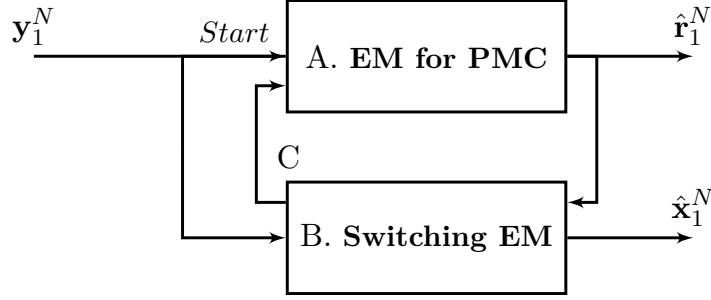 𝐲₁ᴺ
Start
A. EM for PMC
𝐫̂₁ᴺ
C
B. Switching EM
𝐱̂₁ᴺ